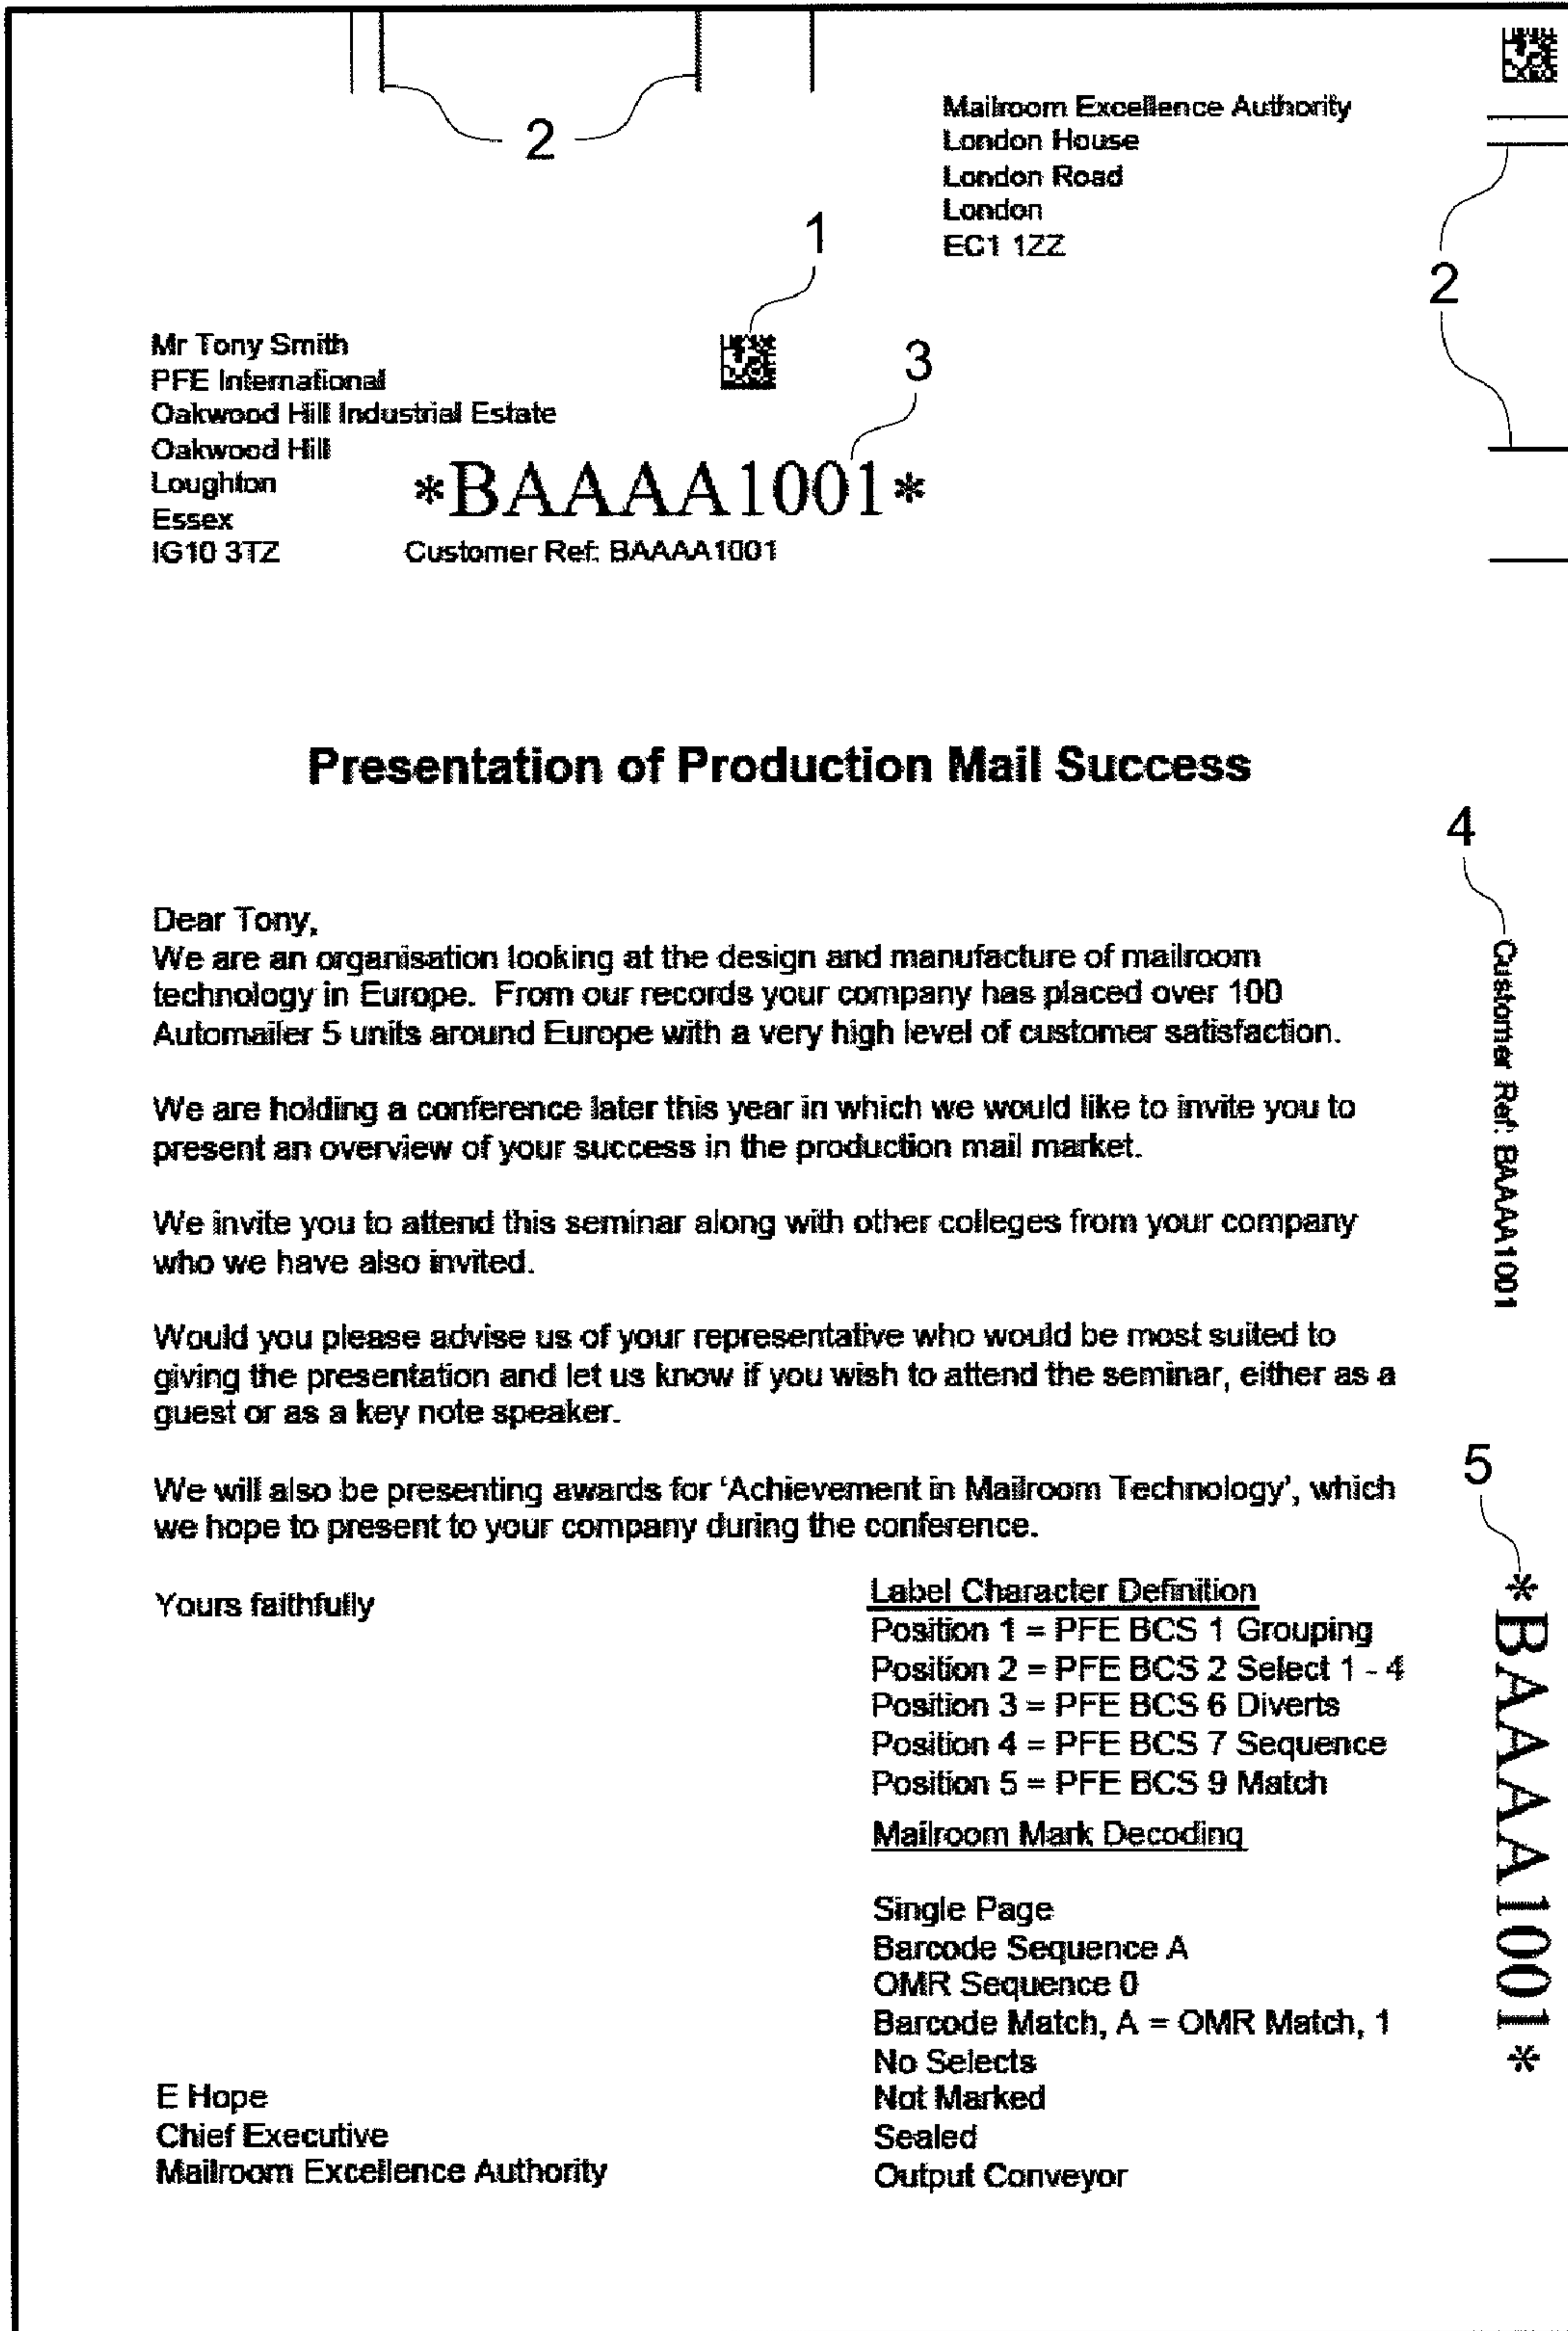 2
Mailroom Excellence Authority
London House
London Road
London
EC1 1ZZ
2
1
Mr Tony Smith
PFE International
Oakwood Hill Industrial Estate
Oakwood Hill
Loughton
Essex
IG10 3TZ
3
*BAAAA1001*
Customer Ref: BAAAA1001
Presentation of Production Mail Success
4
Customer Ref: BAAAA1001
Dear Tony,
We are an organisation looking at the design and manufacture of mailroom
technology in Europe. From our records your company has placed over 100
Automailer 5 units around Europe with a very high level of customer satisfaction.
We are holding a conference later this year in which we would like to invite you to
present an overview of your success in the production mail market.
We invite you to attend this seminar along with other colleges from your company
who we have also invited.
Would you please advise us of your representative who would be most suited to
giving the presentation and let us know if you wish to attend the seminar, either as a
guest or as a key note speaker.
We will also be presenting awards for ‘Achievement in Mailroom Technology’, which
we hope to present to your company during the conference.
5
*BAAAA1001*
Yours faithfully
Label Character Definition
Position 1 = PFE BCS 1 Grouping
Position 2 = PFE BCS 2 Select 1 - 4
Position 3 = PFE BCS 6 Diverts
Position 4 = PFE BCS 7 Sequence
Position 5 = PFE BCS 9 Match
Mailroom Mark Decoding
Single Page
Barcode Sequence A
OMR Sequence 0
Barcode Match, A = OMR Match, 1
No Selects
Not Marked
Sealed
Output Conveyor
E Hope
Chief Executive
Mailroom Excellence Authority